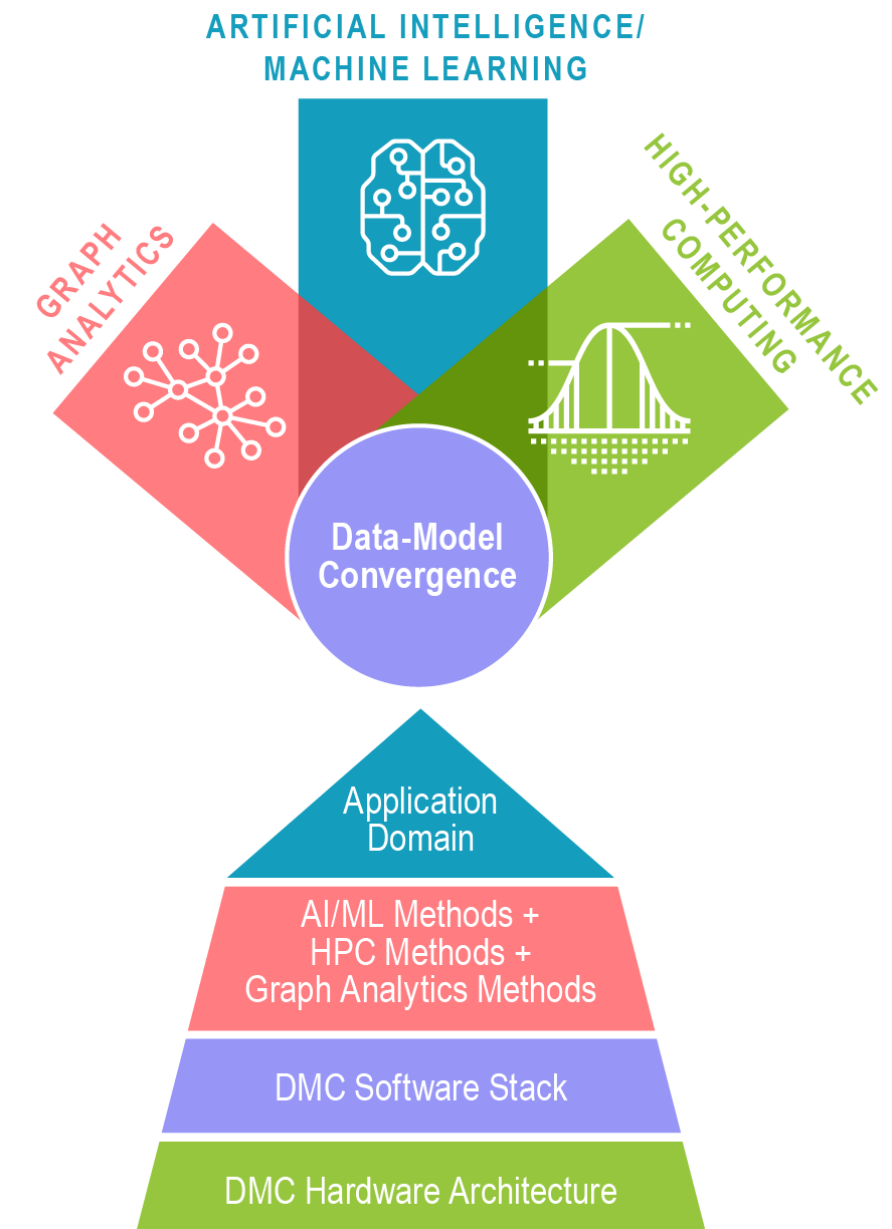 ARTIFICIAL INTELLIGENCE/
MACHINE LEARNING
GRAPH
ANALYTICS
HIGH-PERFORMANCE
COMPUTING
Data-Model
Convergence
Application
Domain
AI/ML Methods +
HPC Methods +
Graph Analytics Methods
DMC Software Stack
DMC Hardware Architecture